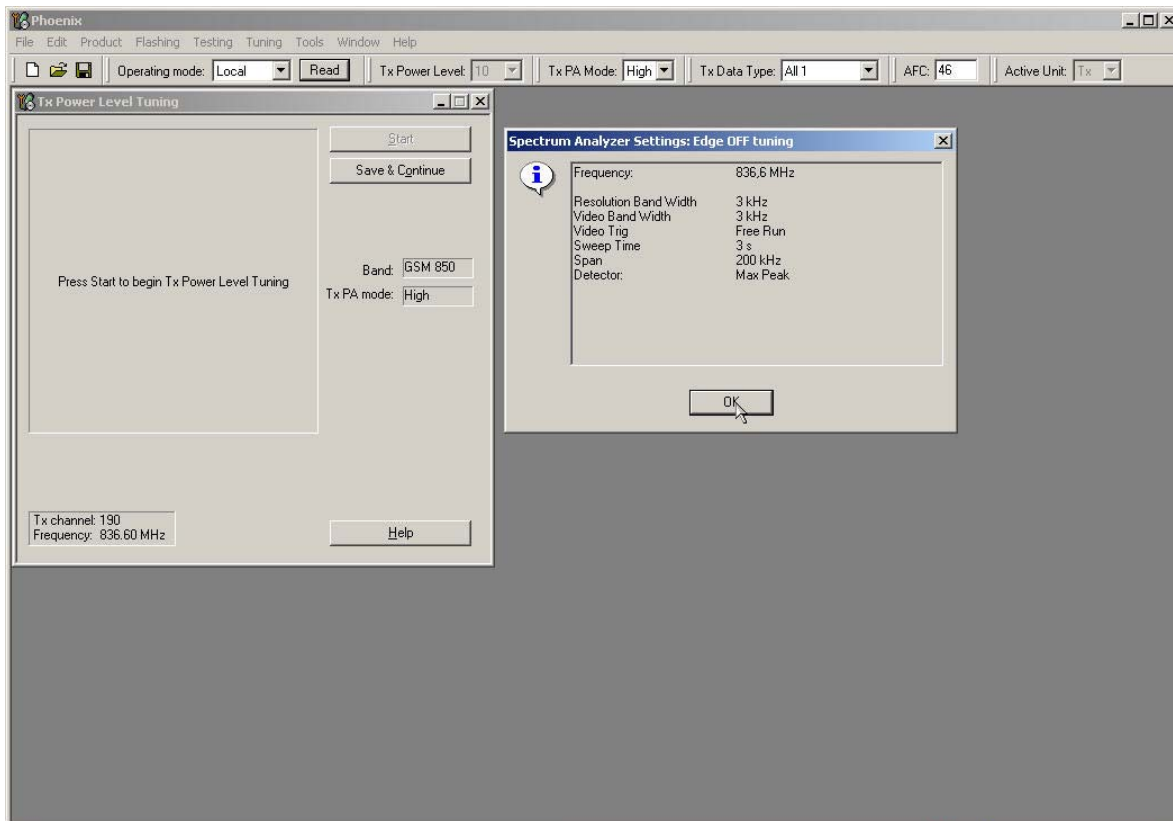 Phoenix
File Edit Product Flashing Testing Tuning Tools Window Help
Operating mode: Local Read Tx Power Level: 10 Tx PA Mode: High Tx Data Type: All 1 AFC: 46 Active Unit: Tx
Tx Power Level Tuning
Start
Save & Continue
Press Start to begin Tx Power Level Tuning
Band: GSM 850
Tx PA mode: High
Tx channel: 190
Frequency: 836.60 MHz
Help
Spectrum Analyzer Settings: Edge OFF tuning
Frequency: 836,6 MHz
Resolution Band Width 3 kHz
Video Band Width 3 kHz
Video Trig Free Run
Sweep Time 3 s
Span 200 kHz
Detector: Max Peak
OK